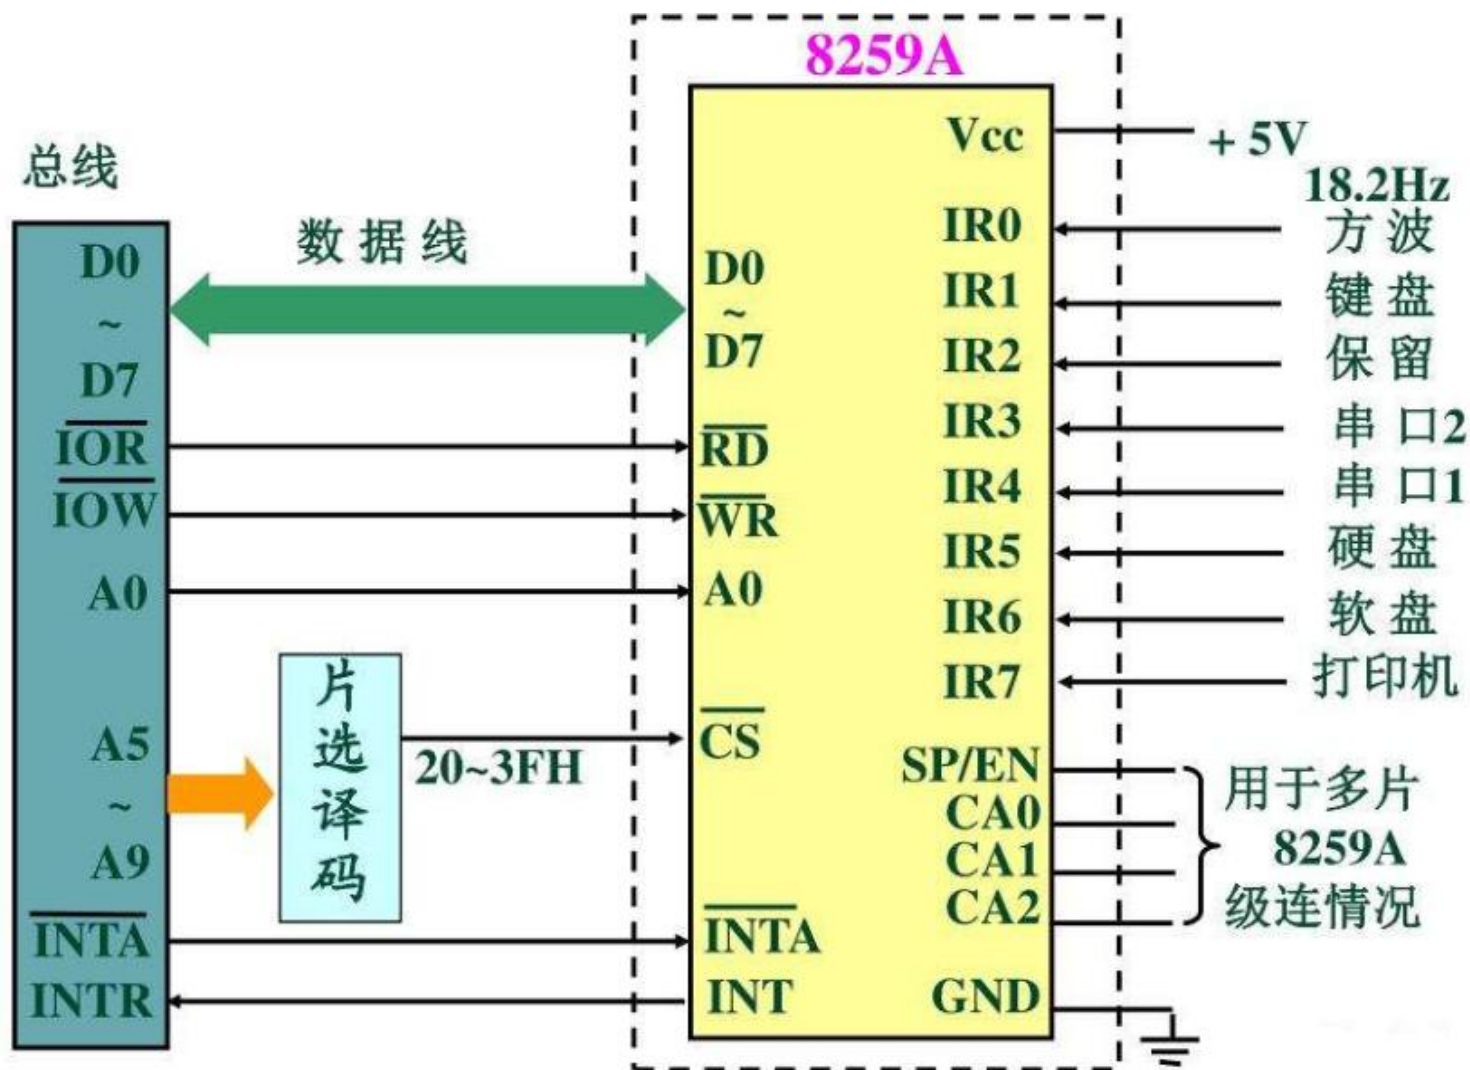 8259A
总线
D0
~
D7
IOR
IOW
A0
A5
~
A9
INTA
INTR
数据线
片
选
译
码
20~3FH
D0
~
D7
RD
WR
A0
CS
INTA
INT
Vcc
IR0
IR1
IR2
IR3
IR4
IR5
IR6
IR7
SP/EN
CA0
CA1
CA2
GND
+ 5V
18.2Hz
方波
键盘
保留
串口2
串口1
硬盘
软盘
打印机
用于多片
8259A
级连情况